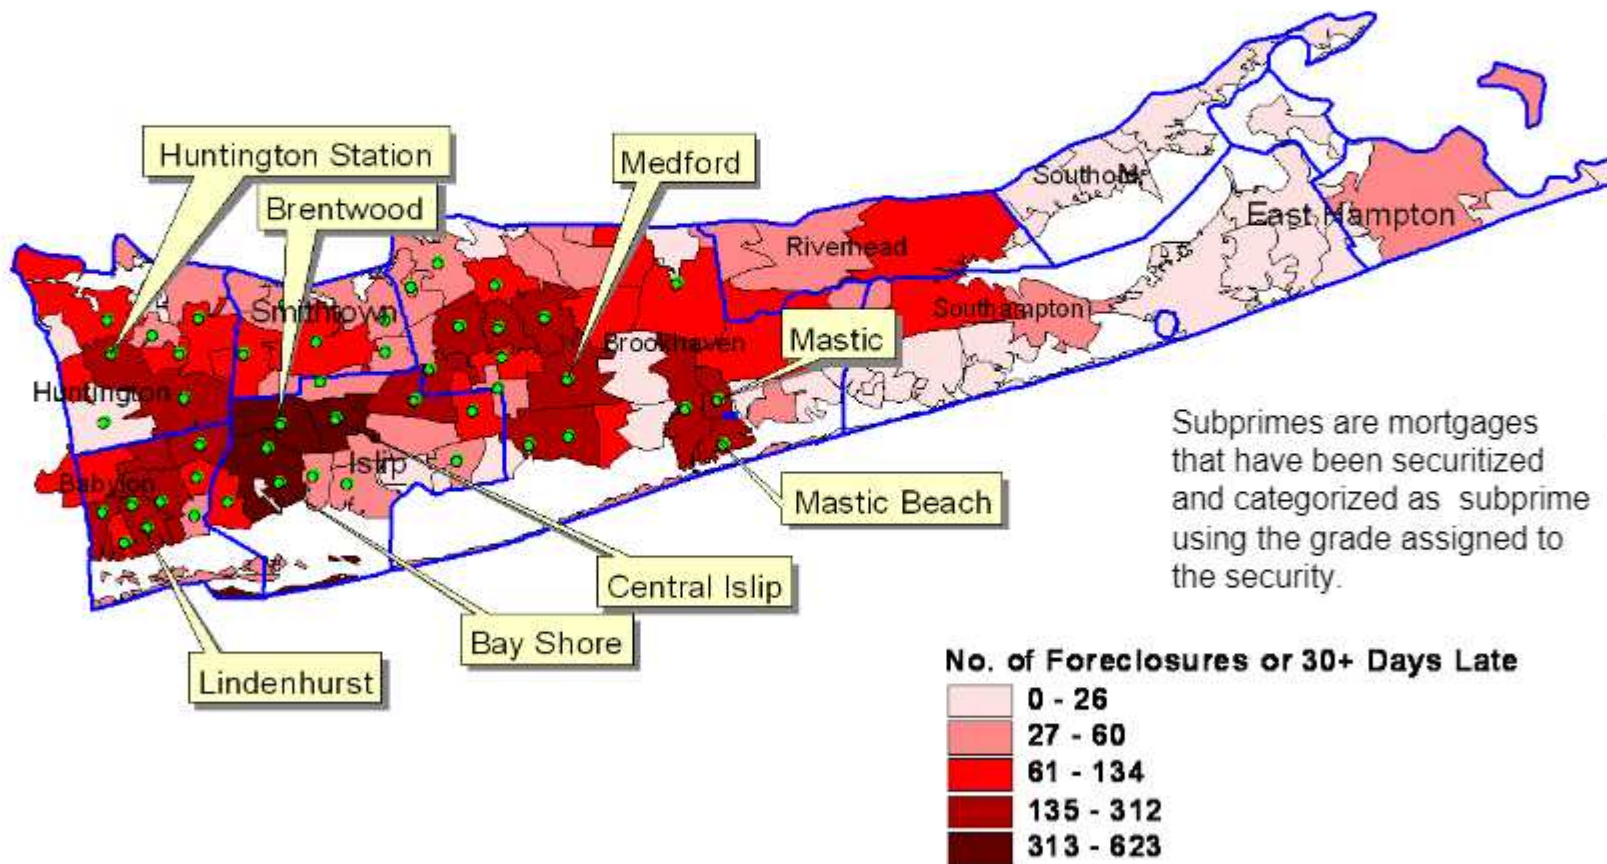 Huntington Station
Medford
Brentwood
Riverhead
East Hampton
Smithtown
Southampton
Brookhaven
Mastic
Huntington
Islip
Babylon
Mastic Beach
Central Islip
Bay Shore
Lindenhurst
Subprimes are mortgages
that have been securitized
and categorized as subprime
using the grade assigned to
the security.
No. of Foreclosures or 30+ Days Late
0 - 26
27 - 60
61 - 134
135 - 312
313 - 623